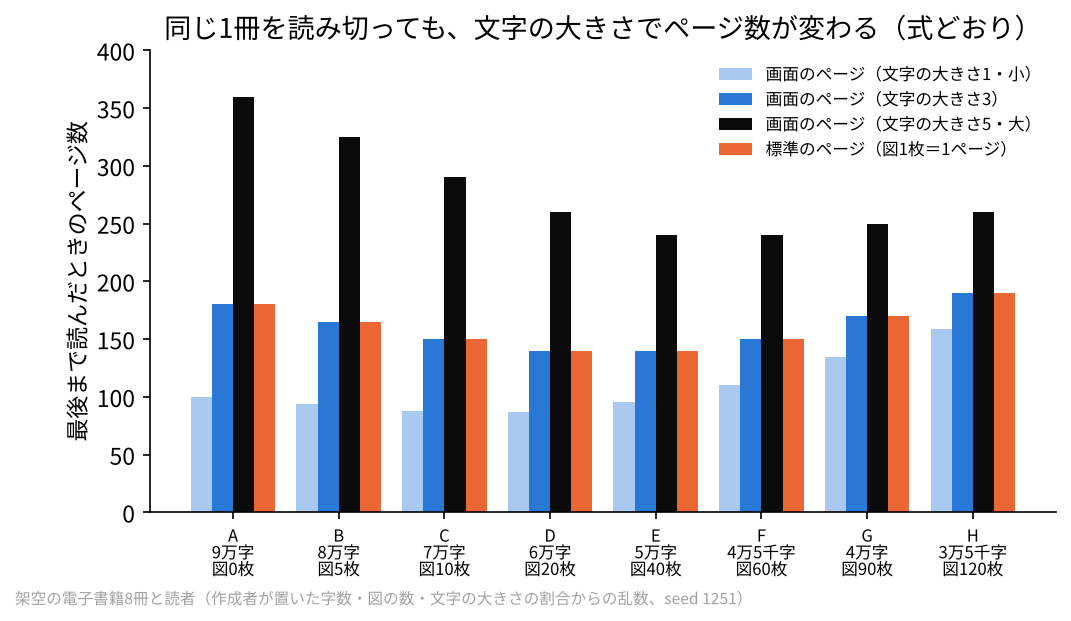 同じ1冊を読み切っても、文字の大きさでページ数が変わる（式どおり）
最後まで読んだときのページ数
400
350
300
250
200
150
100
50
0
画面のページ（文字の大きさ1・小）
画面のページ（文字の大きさ3）
画面のページ（文字の大きさ5・大）
標準のページ（図1枚＝1ページ）
A
9万字
図0枚
B
8万字
図5枚
C
7万字
図10枚
D
6万字
図20枚
E
5万字
図40枚
F
4万5千字
図60枚
G
4万字
図90枚
H
3万5千字
図120枚
架空の電子書籍8冊と読者（作成者が置いた字数・図の数・文字の大きさの割合からの乱数、seed 1251）